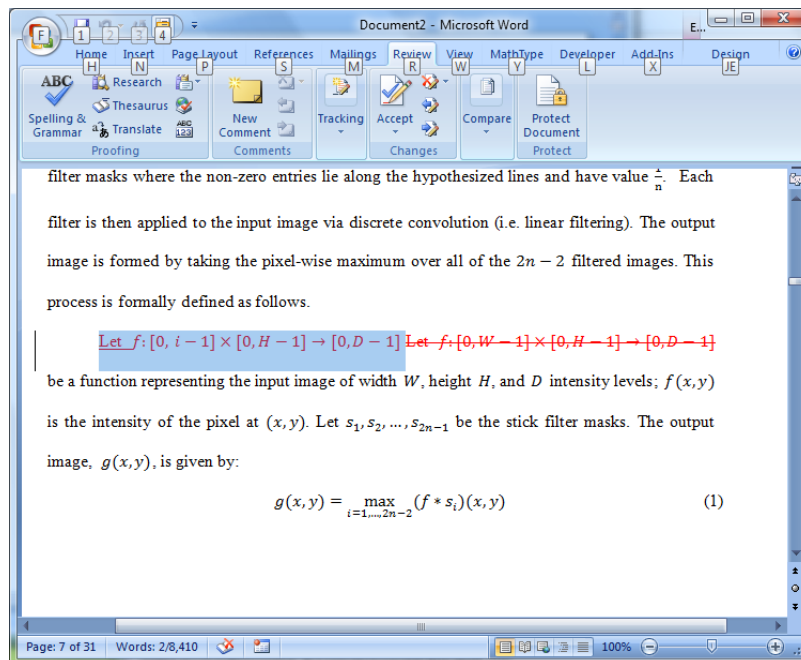 Document2 - Microsoft Word
E...
1 2 3 4
F
Home Insert Page Layout References Mailings Review View MathType Developer Add-Ins Design
H N P S M R W Y L X JE
ABC Research
Spelling & Thesaurus
Grammar Translate ABC 123
New
Comment
Tracking
Accept
Compare
Protect
Document
Proofing Comments Changes Protect
filter masks where the non-zero entries lie along the hypothesized lines and have value 1/n. Each
filter is then applied to the input image via discrete convolution (i.e. linear filtering). The output
image is formed by taking the pixel-wise maximum over all of the 2n − 2 filtered images. This
process is formally defined as follows.
Let f:[0, i − 1] × [0,H − 1] → [0,D − 1] Let f:[0,W − 1] × [0,H − 1] → [0,D − 1]
be a function representing the input image of width W, height H, and D intensity levels; f(x,y)
is the intensity of the pixel at (x,y). Let s₁,s₂,...,s₂ₙ₋₁ be the stick filter masks. The output
image, g(x,y), is given by:
g(x,y) = max (f * sᵢ)(x,y) (1)
i=1,...,2n−2
Page: 7 of 31 Words: 2/8,410 100%